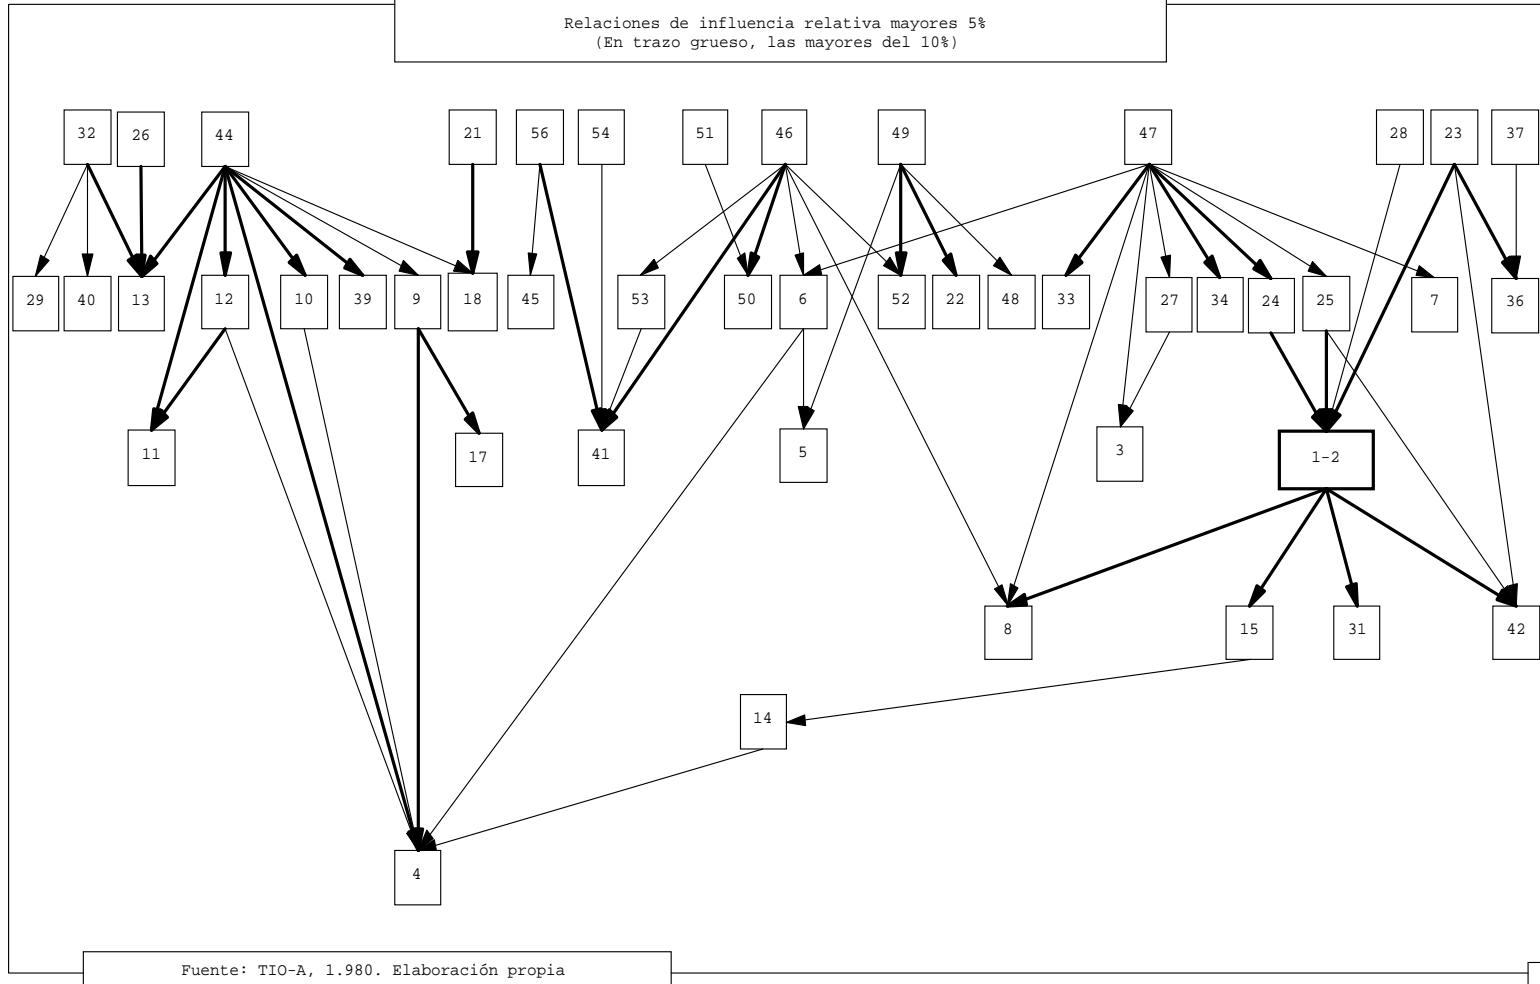 Relaciones de influencia relativa mayores 5%
(En trazo grueso, las mayores del 10%)
32 26 44 21 56 54 51 46 49 47 28 23 37
29 40 13 12 10 39 9 18 45 53 50 6 52 22 48 33 27 34 24 25 7 36
11 17 41 5 3 1-2
8 15 31 42
14
4
Fuente: TIO-A, 1.980. Elaboración propia